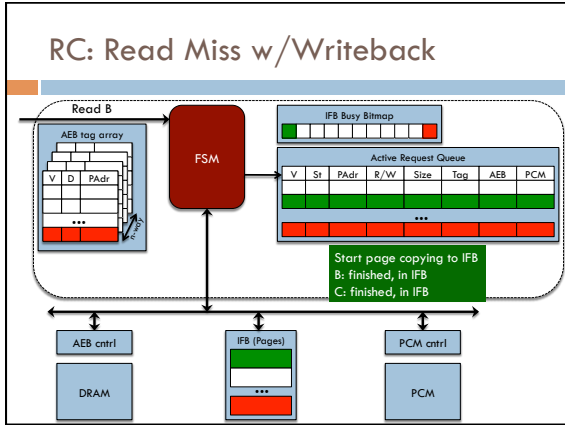 RC: Read Miss w/Writeback
Read B
IFB Busy Bitmap
AEB tag array
FSM
Active Request Queue
V St PAdr R/W Size Tag AEB PCM
V D PAdr
n-way
•••
•••
Start page copying to IFB
B: finished, in IFB
C: finished, in IFB
AEB cntrl
IFB (Pages)
PCM cntrl
DRAM
•••
PCM